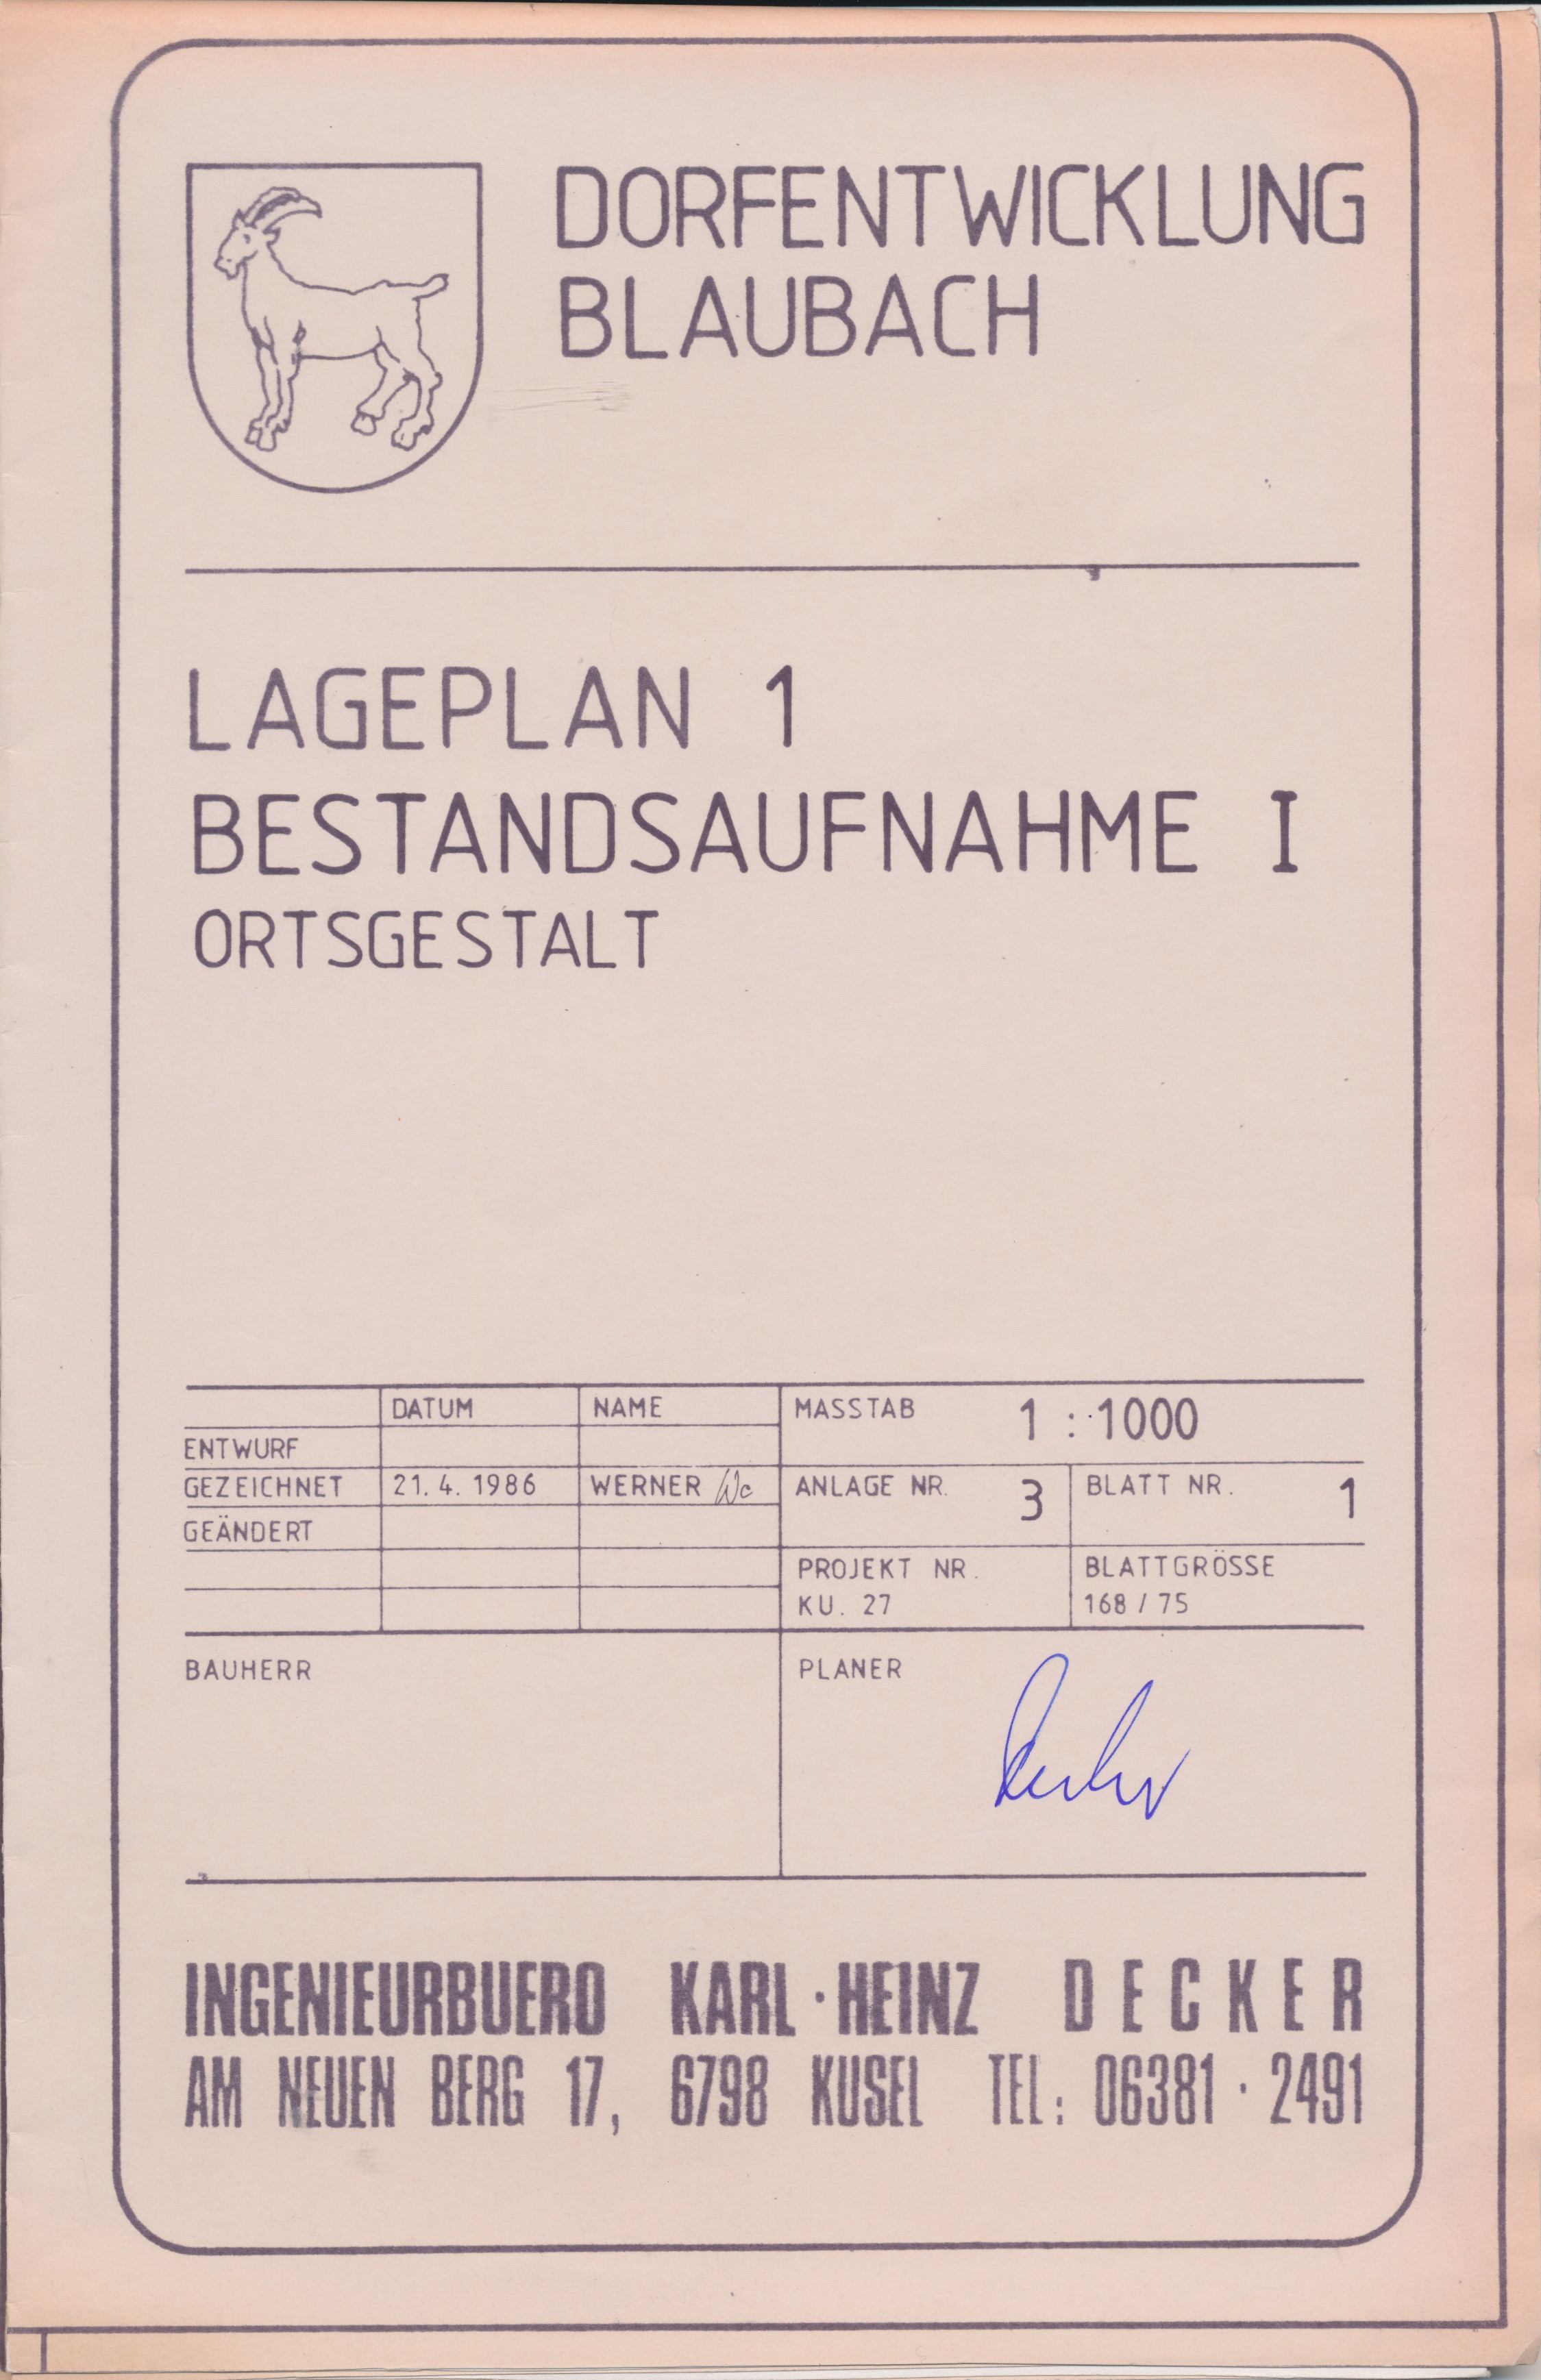 DORFENTWICKLUNG
BLAUBACH
LAGEPLAN 1
BESTANDSAUFNAHME I
ORTSGESTALT
DATUM NAME MASSTAB 1 : 1000
ENTWURF
GEZEICHNET 21. 4. 1986 WERNER ANLAGE NR. 3 BLATT NR. 1
GEÄNDERT
PROJEKT NR. BLATTGRÖSSE
KU. 27 168 / 75
BAUHERR PLANER
INGENIEURBUERO KARL · HEINZ DECKER
AM NEUEN BERG 17, 6798 KUSEL TEL: 06381 · 2491